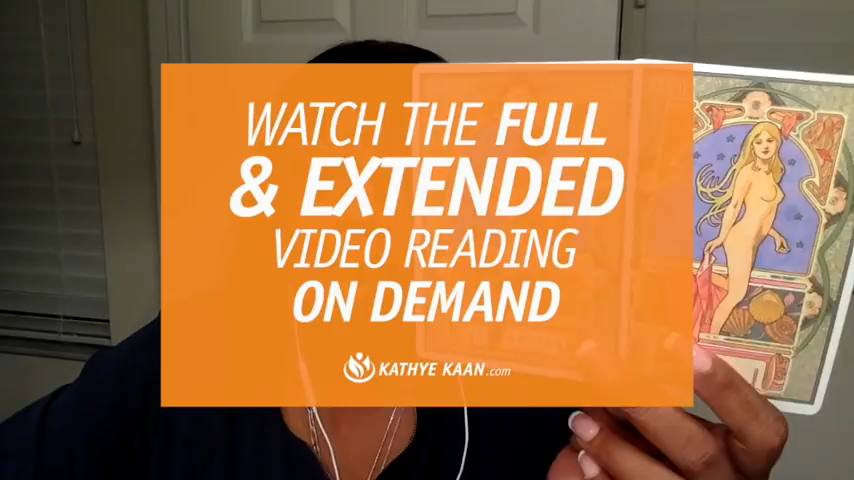 WATCH THE FULL
& EXTENDED
VIDEO READING
ON DEMAND
KATHYE KAAN.com